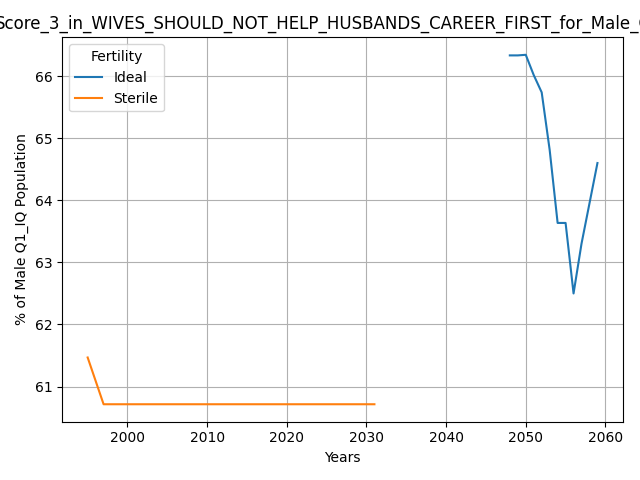 Score_3_in_WIVES_SHOULD_NOT_HELP_HUSBANDS_CAREER_FIRST_for_Male_
Fertility
Ideal
Sterile
% of Male Q1_IQ Population
66
65
64
63
62
61
2000
2010
2020
2030
2040
2050
2060
Years